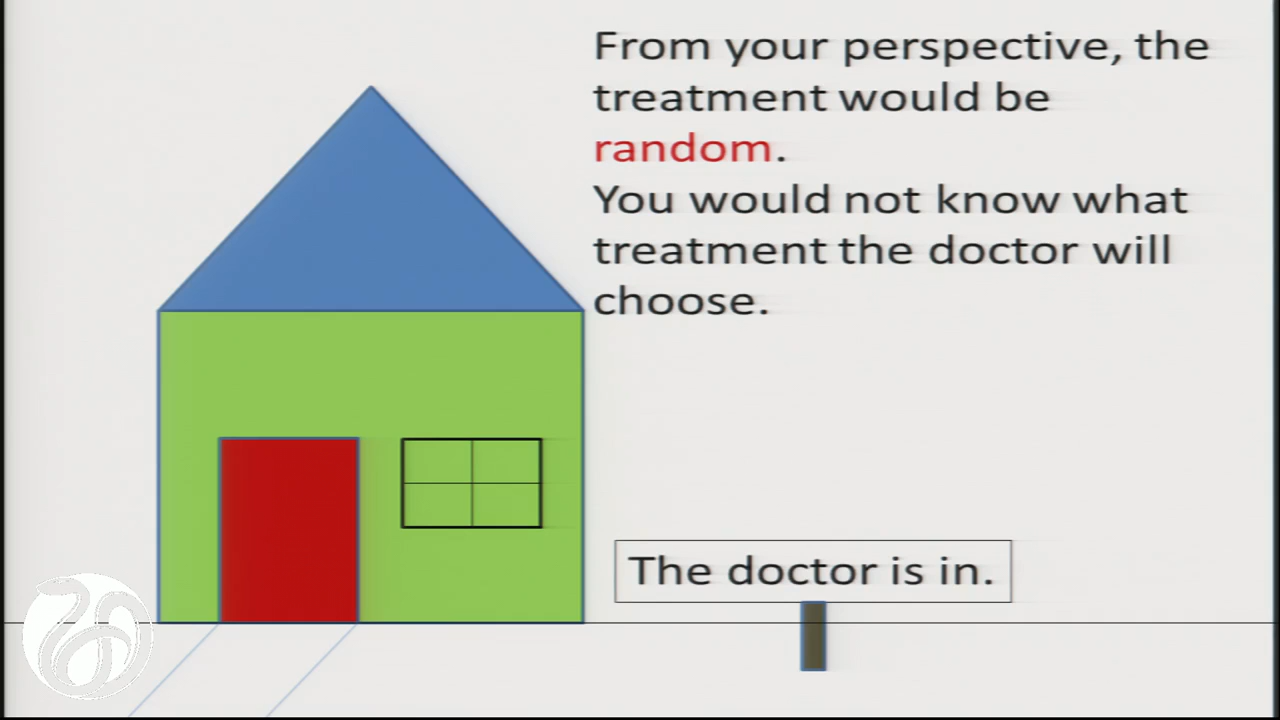 From your perspective, the
treatment would be
random.
You would not know what
treatment the doctor will
choose.
The doctor is in.